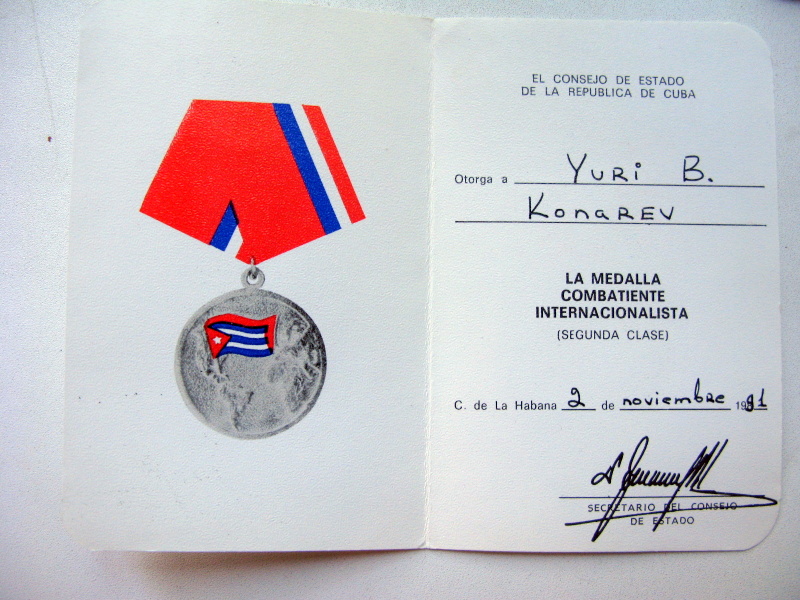 EL CONSEJO DE ESTADO
DE LA REPUBLICA DE CUBA
Otorga a YURi B.
KonaREV
LA MEDALLA
COMBATIENTE
INTERNACIONALISTA
(SEGUNDA CLASE)
C. de La Habana 2 de noviembre 1981
SECRETARIO DEL CONSEJO
DE ESTADO